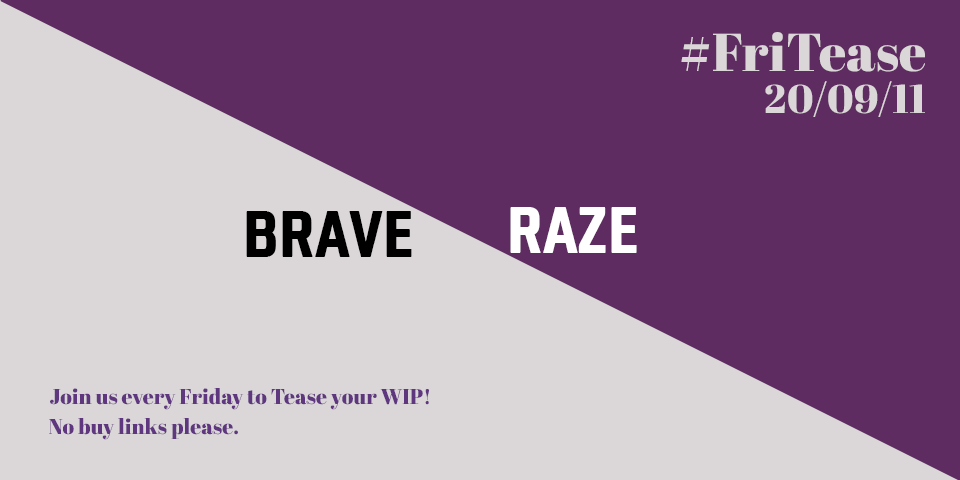 #FriTease
20/09/11
BRAVE
RAZE
Join us every Friday to Tease your WIP!
No buy links please.